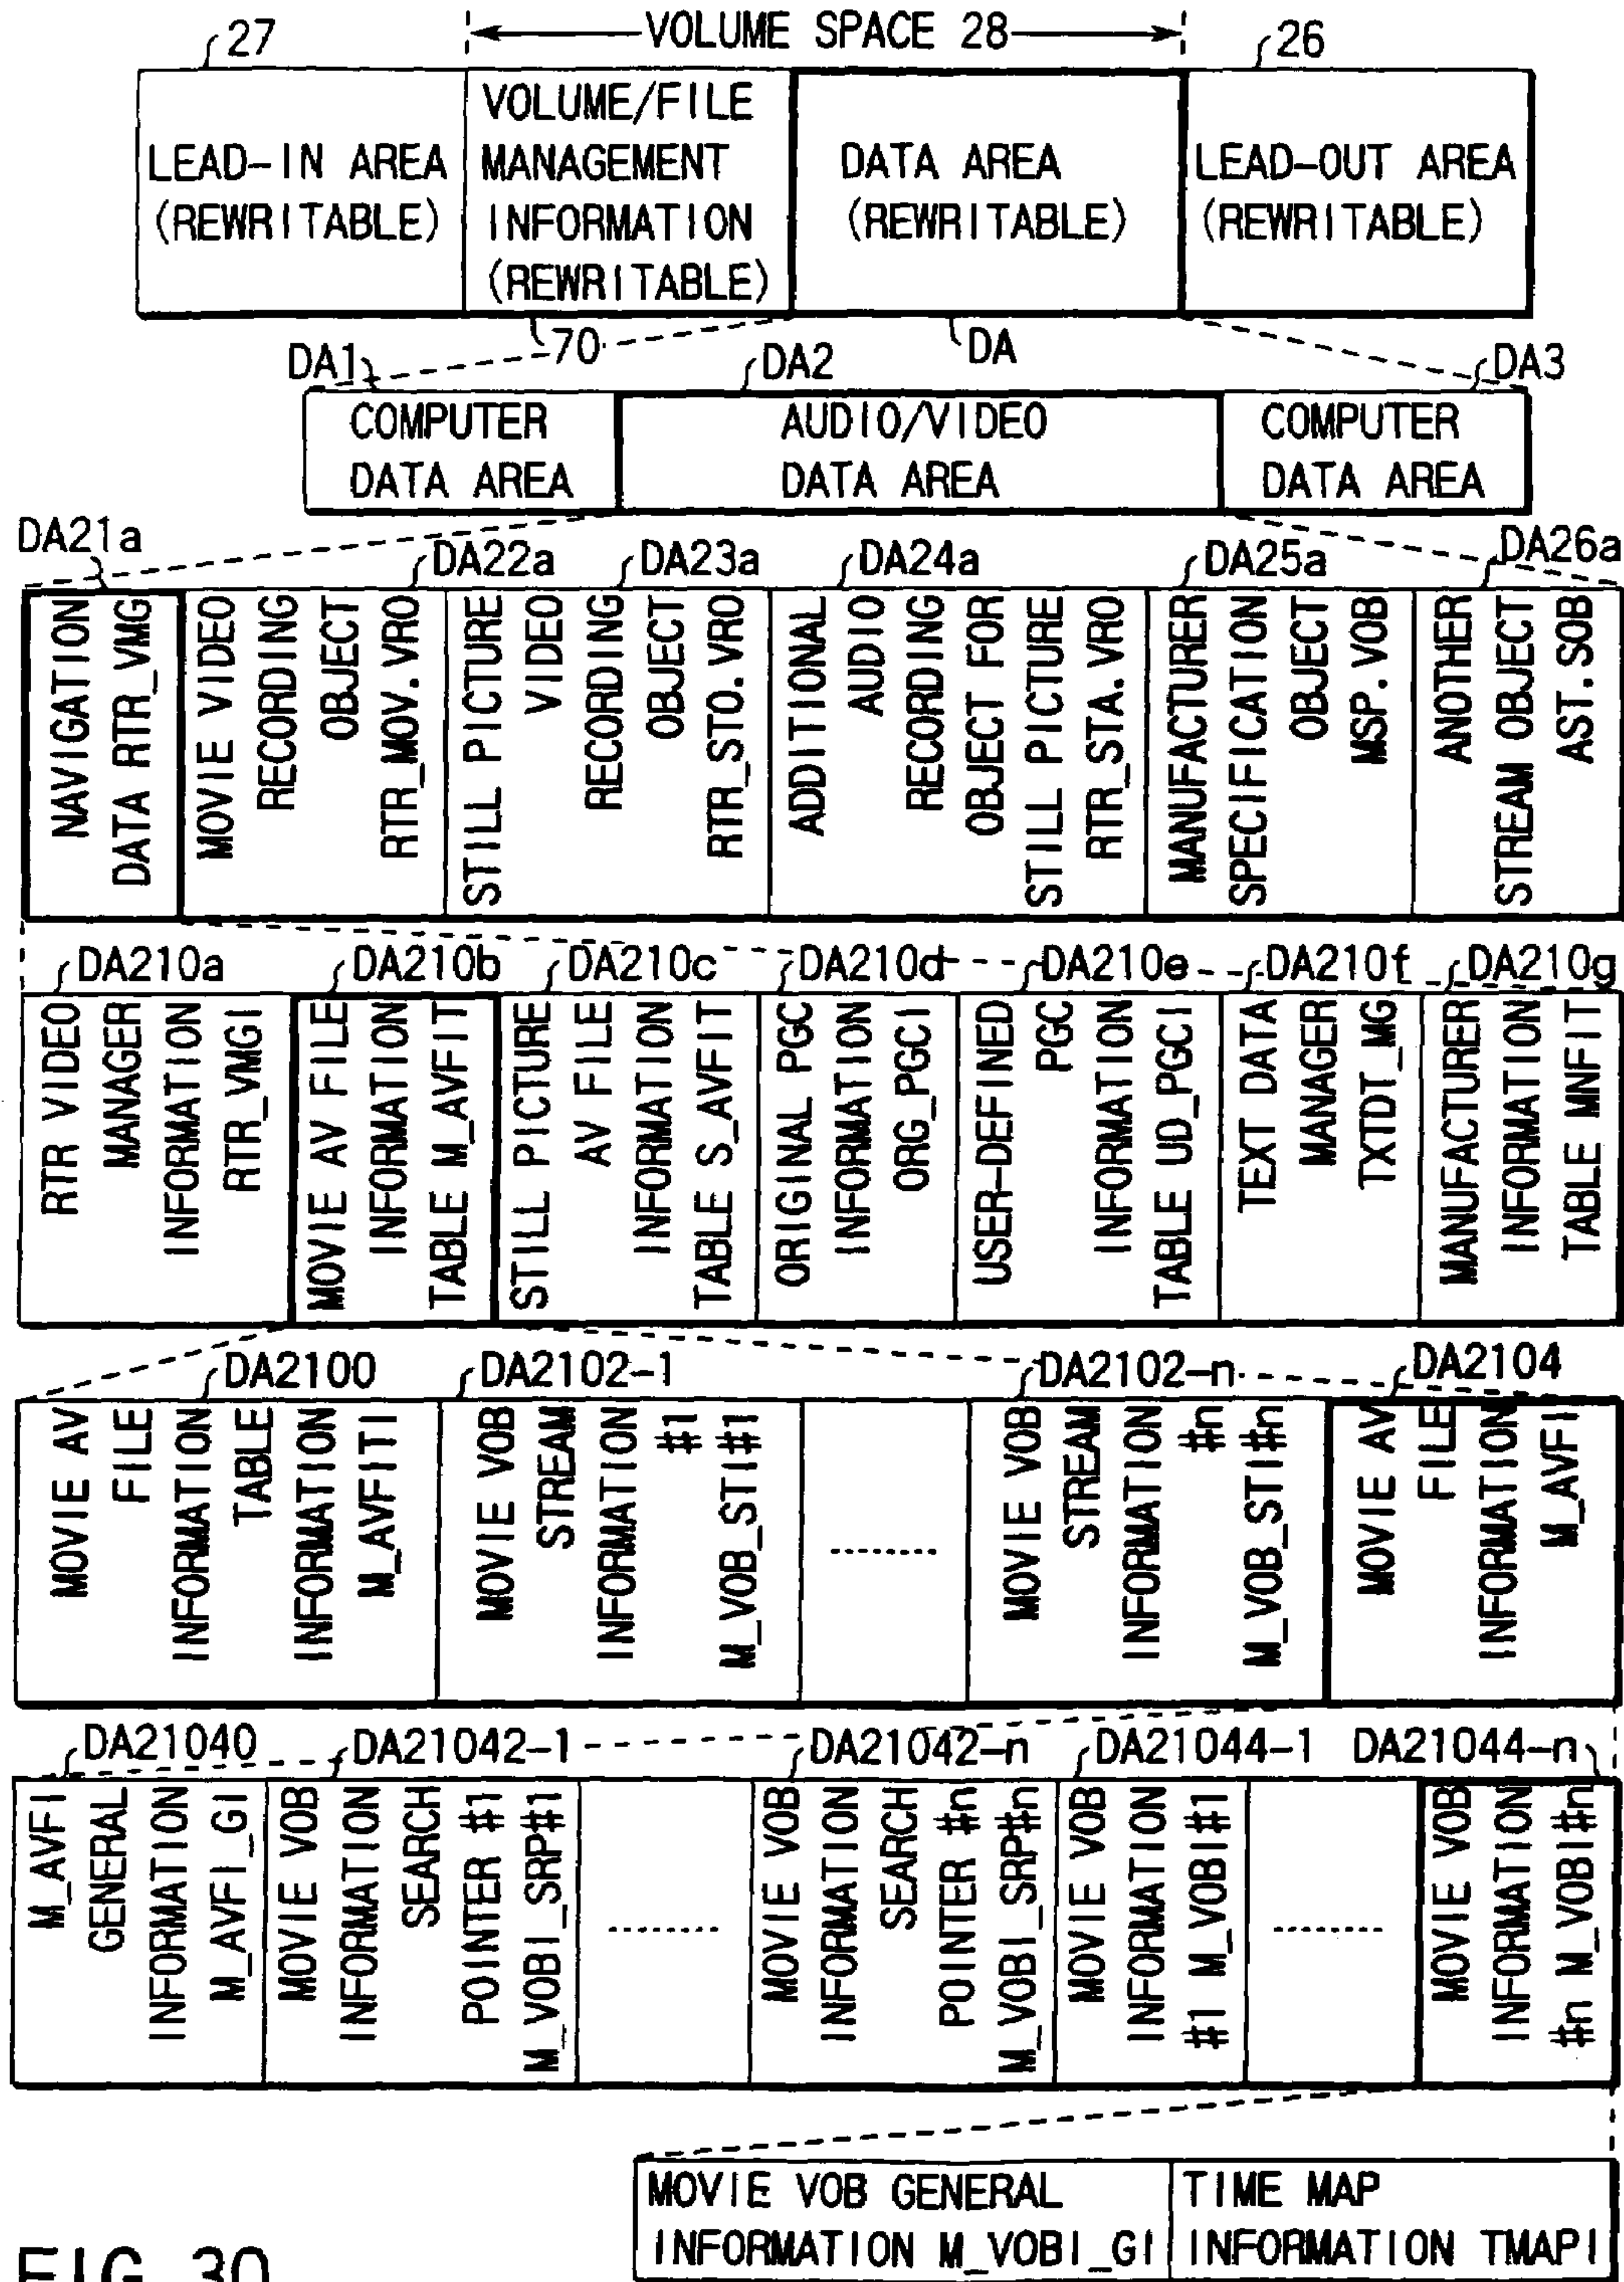 27
VOLUME SPACE 28
26
LEAD-IN AREA
(REWRITABLE)
VOLUME/FILE
MANAGEMENT
INFORMATION
(REWRITABLE)
DATA AREA
(REWRITABLE)
LEAD-OUT AREA
(REWRITABLE)
70
DA
DA1
DA2
DA3
COMPUTER
DATA AREA
AUDIO/VIDEO
DATA AREA
COMPUTER
DATA AREA
DA21a
DA22a
DA23a
DA24a
DA25a
DA26a
NAVIGATION
DATA RTR_VMG
MOVIE VIDEO
RECORDING
OBJECT
RTR_MOV.VRO
STILL PICTURE
VIDEO
RECORDING
OBJECT
RTR_STO.VRO
ADDITIONAL
AUDIO
RECORDING
OBJECT FOR
STILL PICTURE
RTR_STA.VRO
MANUFACTURER
SPECIFICATION
OBJECT
MSP.VOB
ANOTHER
STREAM OBJECT
AST.SOB
DA210a
DA210b
DA210c
DA210d
DA210e
DA210f
DA210g
RTR VIDEO
MANAGER
INFORMATION
RTR_VMGI
MOVIE AV FILE
INFORMATION
TABLE M_AVFIT
STILL PICTURE
AV FILE
INFORMATION
TABLE S_AVFIT
ORIGINAL PGC
INFORMATION
ORG_PGCI
USER-DEFINED
PGC
INFORMATION
TABLE UD_PGCI
TEXT DATA
MANAGER
TXTDT_MG
MANUFACTURER
INFORMATION
TABLE MNFIT
DA2100
DA2102-1
DA2102-n
DA2104
MOVIE AV
FILE
INFORMATION
TABLE
INFORMATION
M_AVFITI
MOVIE VOB
STREAM
INFORMATION
#1
M_VOB_STI#1
.........
MOVIE VOB
STREAM
INFORMATION
#n
M_VOB_STI#n
MOVIE AV
FILE
INFORMATION
M_AVFI
DA21040
DA21042-1
DA21042-n
DA21044-1
DA21044-n
M_AVFI
GENERAL
INFORMATION
M_AVFI_GI
MOVIE VOB
INFORMATION
SEARCH
POINTER #1
M_VOBI_SRP#1
.........
MOVIE VOB
INFORMATION
SEARCH
POINTER #n
M_VOBI_SRP#n
MOVIE VOB
INFORMATION
#1 M_VOBI#1
.........
MOVIE VOB
INFORMATION
#n M_VOBI#n
MOVIE VOB GENERAL
INFORMATION M_VOBI_GI
TIME MAP
INFORMATION TMAPI
FIG. 30